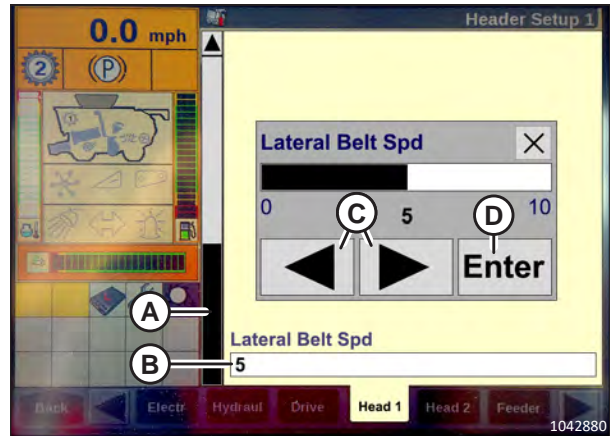 0.0 mph
Header Setup 1
2
(P)
Lateral Belt Spd
0
5
10
C
D
Enter
A
Lateral Belt Spd
B
5
Back
Electr
Hydraul
Drive
Head 1
Head 2
Feeder
1042880